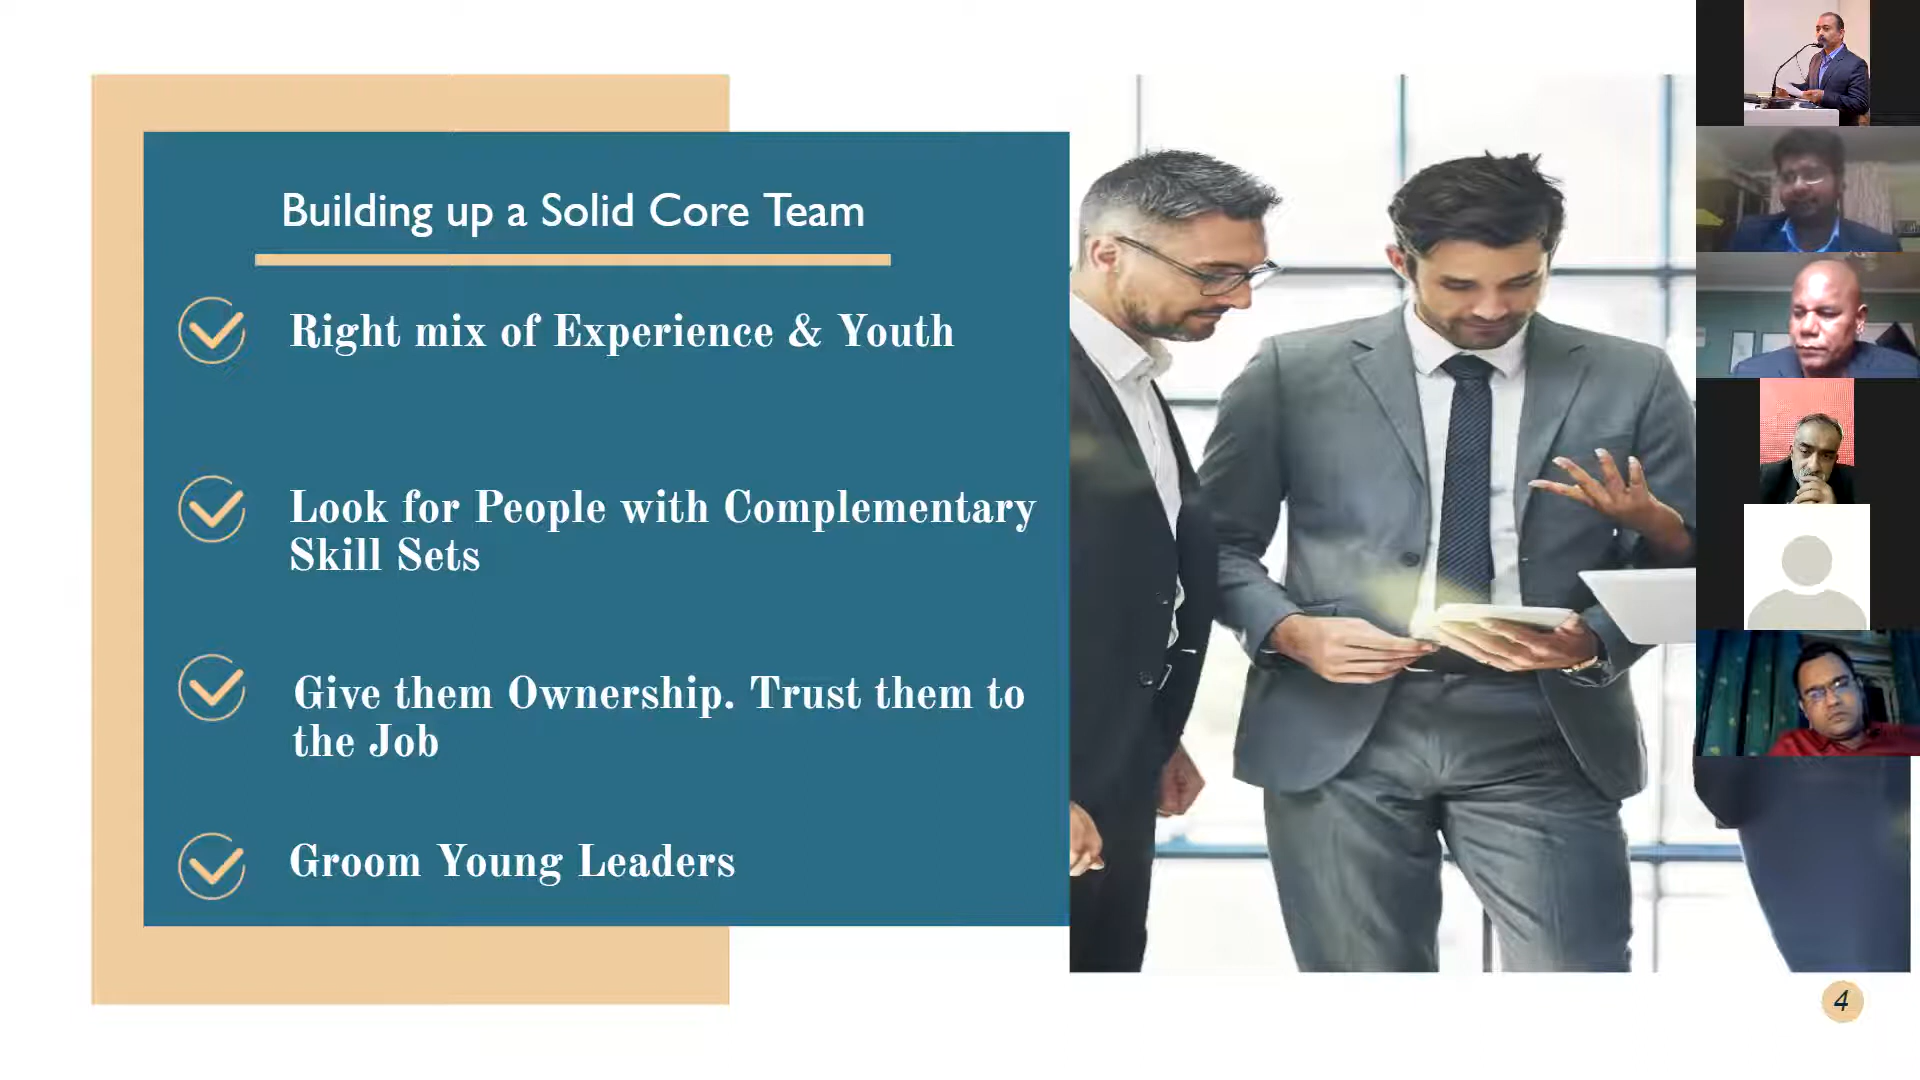 Building up a Solid Core Team
Right mix of Experience & Youth
Look for People with Complementary
Skill Sets
Give them Ownership. Trust them to
the Job
Groom Young Leaders
4